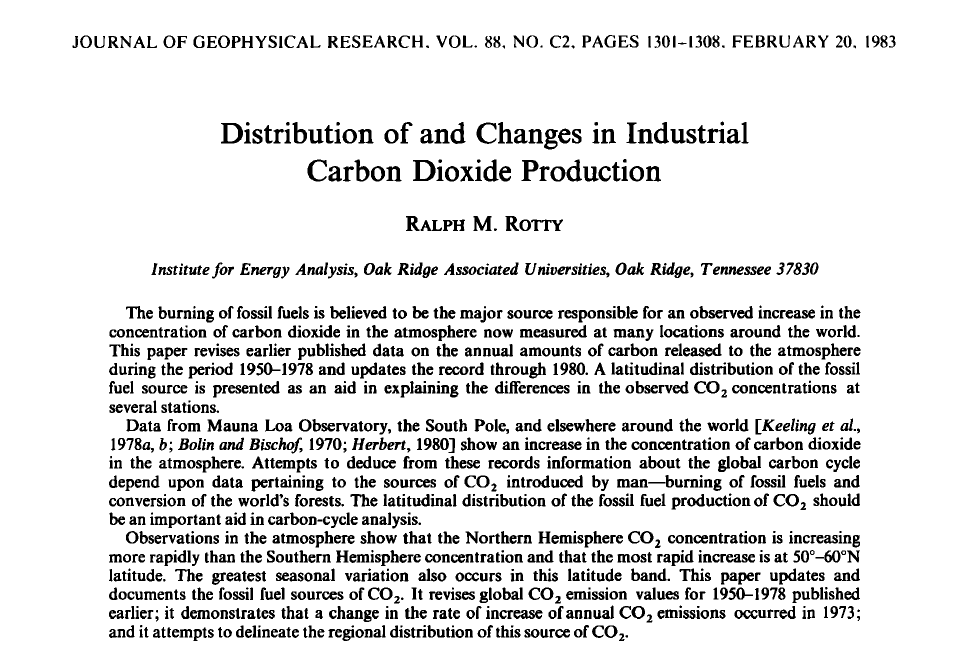 JOURNAL OF GEOPHYSICAL RESEARCH, VOL. 88, NO. C2, PAGES 1301-1308, FEBRUARY 20, 1983
Distribution of and Changes in Industrial
Carbon Dioxide Production
RALPH M. ROTTY
Institute for Energy Analysis, Oak Ridge Associated Universities, Oak Ridge, Tennessee 37830
The burning of fossil fuels is believed to be the major source responsible for an observed increase in the
concentration of carbon dioxide in the atmosphere now measured at many locations around the world.
This paper revises earlier published data on the annual amounts of carbon released to the atmosphere
during the period 1950–1978 and updates the record through 1980. A latitudinal distribution of the fossil
fuel source is presented as an aid in explaining the differences in the observed CO₂ concentrations at
several stations.
Data from Mauna Loa Observatory, the South Pole, and elsewhere around the world [Keeling et al.,
1978a, b; Bolin and Bischof, 1970; Herbert, 1980] show an increase in the concentration of carbon dioxide
in the atmosphere. Attempts to deduce from these records information about the global carbon cycle
depend upon data pertaining to the sources of CO₂ introduced by man—burning of fossil fuels and
conversion of the world's forests. The latitudinal distribution of the fossil fuel production of CO₂ should
be an important aid in carbon-cycle analysis.
Observations in the atmosphere show that the Northern Hemisphere CO₂ concentration is increasing
more rapidly than the Southern Hemisphere concentration and that the most rapid increase is at 50°–60°N
latitude. The greatest seasonal variation also occurs in this latitude band. This paper updates and
documents the fossil fuel sources of CO₂. It revises global CO₂ emission values for 1950–1978 published
earlier; it demonstrates that a change in the rate of increase of annual CO₂ emissions occurred in 1973;
and it attempts to delineate the regional distribution of this source of CO₂.